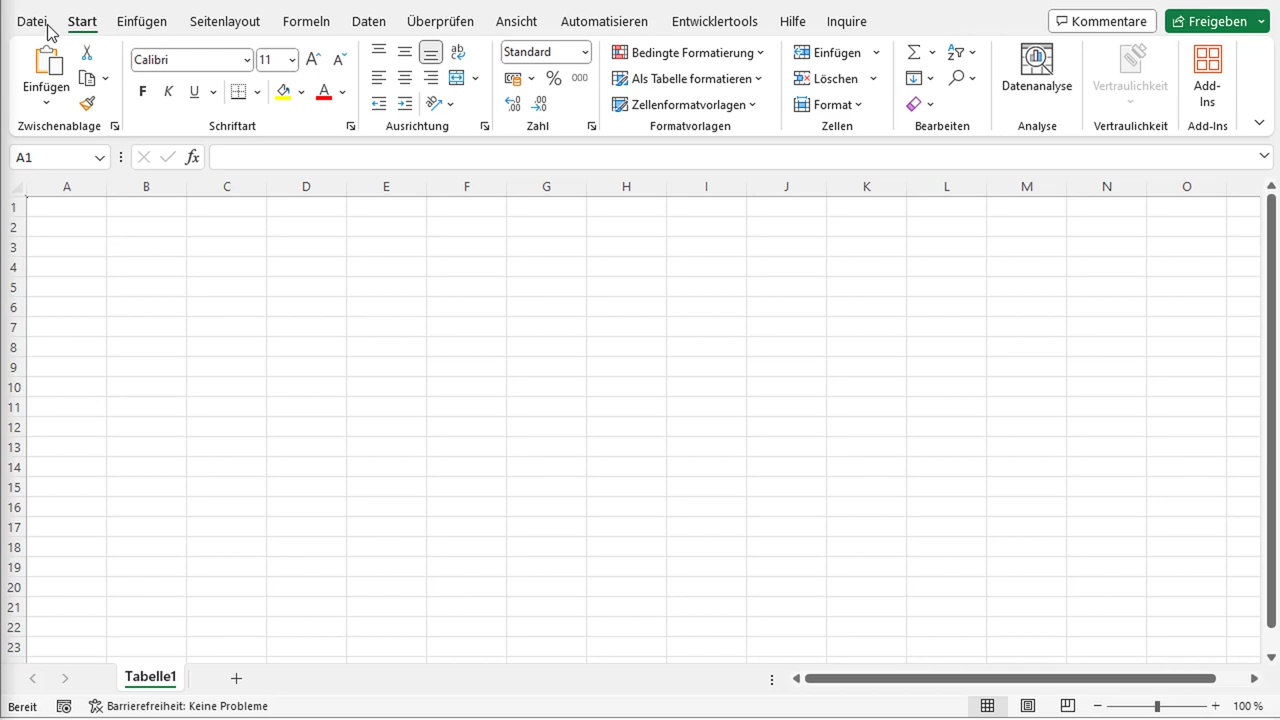 Datei Start Einfügen Seitenlayout Formeln Daten Überprüfen Ansicht Automatisieren Entwicklertools Hilfe Inquire Kommentare Freigeben
Einfügen
Zwischenablage
Calibri 11
F K U
Schriftart
Ausrichtung
Standard
% 000
Zahl
Bedingte Formatierung
Als Tabelle formatieren
Zellenformatvorlagen
Formatvorlagen
Einfügen
Löschen
Format
Zellen
Bearbeiten
Datenanalyse
Analyse
Vertraulichkeit
Vertraulichkeit
Add-
Ins
Add-Ins
A1 fx
A B C D E F G H I J K L M N O
1
2
3
4
5
6
7
8
9
10
11
12
13
14
15
16
17
18
19
20
21
22
23
Tabelle1
Bereit Barrierefreiheit: Keine Probleme 100 %